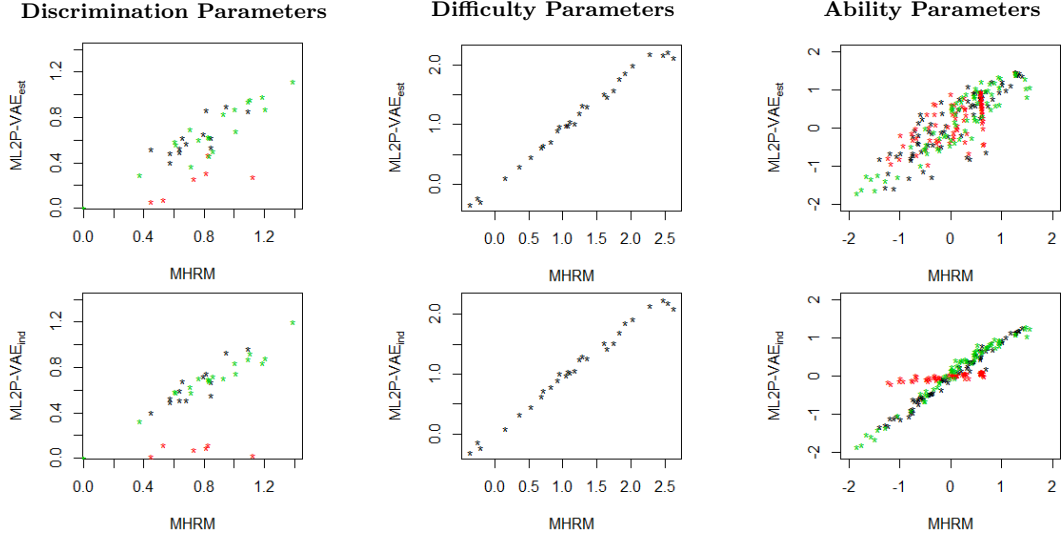 Discrimination Parameters
Difficulty Parameters
Ability Parameters
ML2P-VAEest
0.0 0.4 0.8 1.2
0.0 0.4 0.8 1.2
MHRM
ML2P-VAEest
0.0 1.0 2.0
0.0 0.5 1.0 1.5 2.0 2.5
MHRM
ML2P-VAEest
-2 -1 0 1 2
-2 -1 0 1 2
MHRM
ML2P-VAEind
0.0 0.4 0.8 1.2
0.0 0.4 0.8 1.2
MHRM
ML2P-VAEind
0.0 1.0 2.0
0.0 0.5 1.0 1.5 2.0 2.5
MHRM
ML2P-VAEind
-2 -1 0 1 2
-2 -1 0 1 2
MHRM